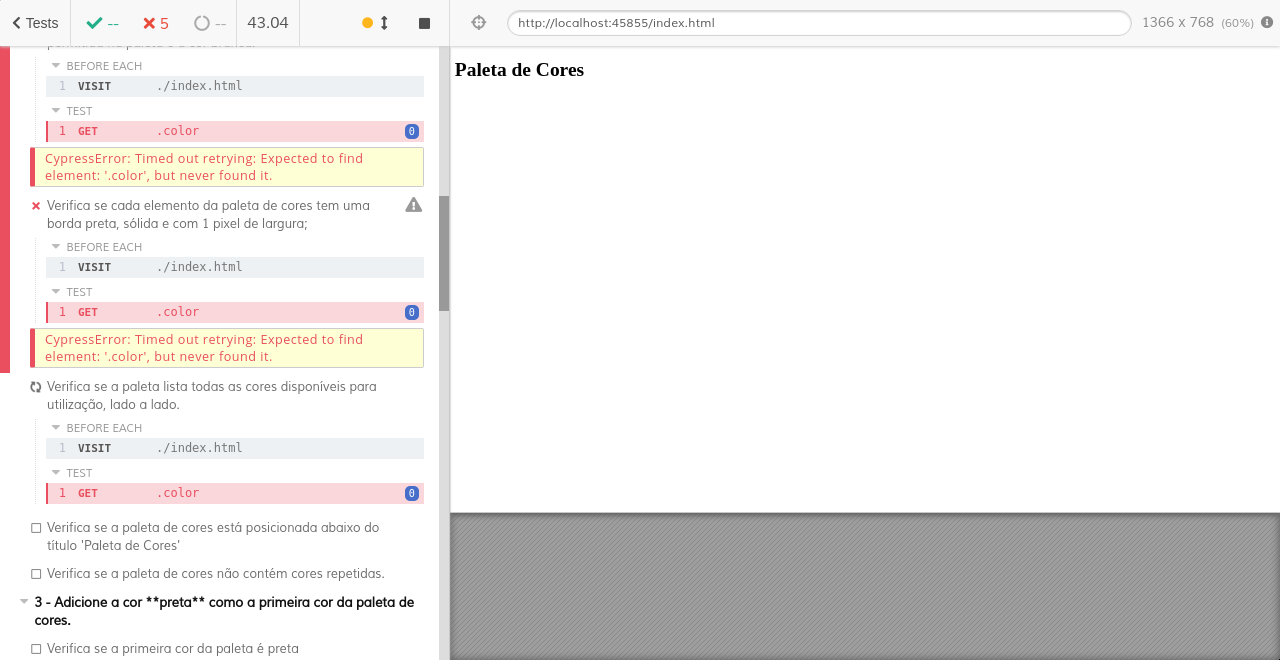 Tests
--
5
--
43.04
http://localhost:45855/index.html
1366 x 768 (60%)
BEFORE EACH
1 VISIT ./index.html
TEST
1 GET .color 0
CypressError: Timed out retrying: Expected to find
element: '.color', but never found it.
Verifica se cada elemento da paleta de cores tem uma
borda preta, sólida e com 1 pixel de largura;
BEFORE EACH
1 VISIT ./index.html
TEST
1 GET .color 0
CypressError: Timed out retrying: Expected to find
element: '.color', but never found it.
Verifica se a paleta lista todas as cores disponíveis para
utilização, lado a lado.
BEFORE EACH
1 VISIT ./index.html
TEST
1 GET .color 0
Verifica se a paleta de cores está posicionada abaixo do
título 'Paleta de Cores'
Verifica se a paleta de cores não contém cores repetidas.
3 - Adicione a cor **preta** como a primeira cor da paleta de
cores.
Verifica se a primeira cor da paleta é preta
Paleta de Cores